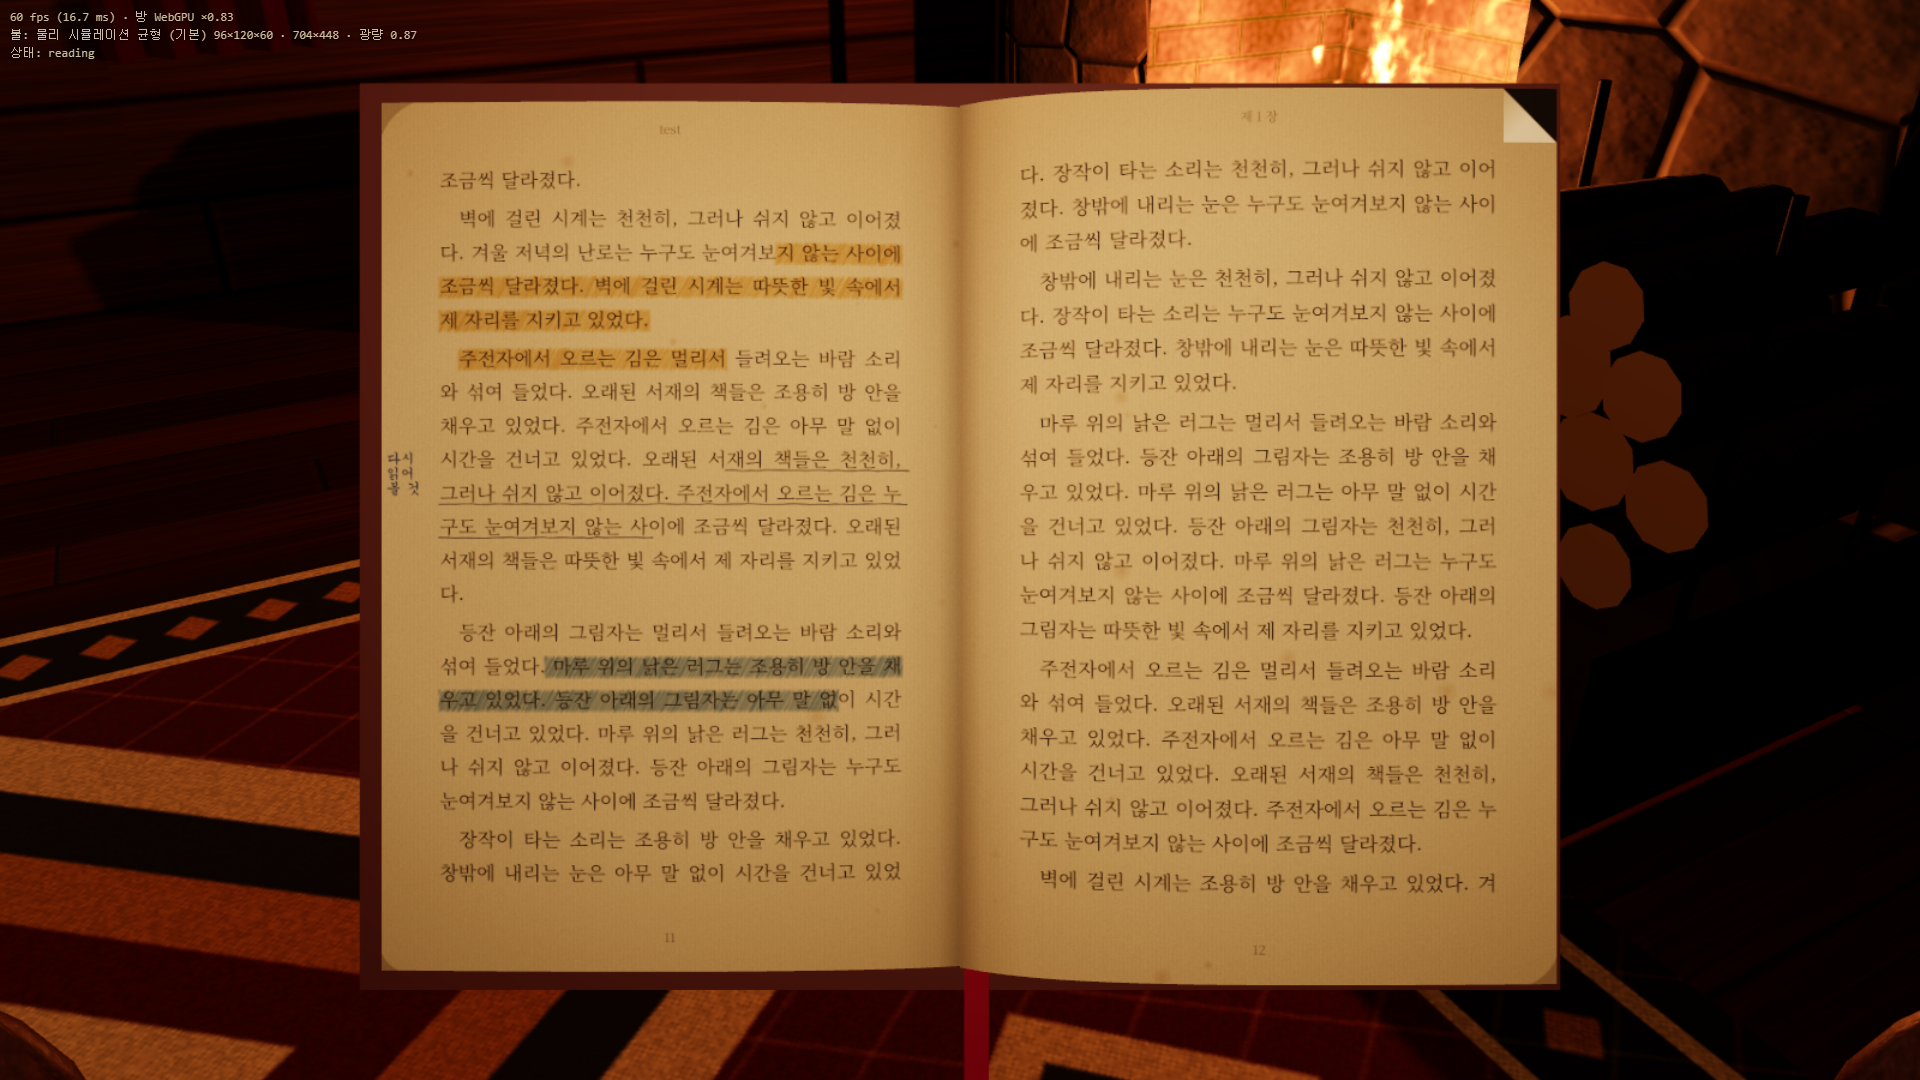 60 fps (16.7 ms) · 방 WebGPU ×0.83
불: 물리 시뮬레이션 균형 (기본) 96×120×60 · 704×448 · 광량 0.87
상태: reading
test
조금씩 달라졌다.
벽에 걸린 시계는 천천히, 그러나 쉬지 않고 이어졌
다. 겨울 저녁의 난로는 누구도 눈여겨보지 않는 사이에
조금씩 달라졌다. 벽에 걸린 시계는 따뜻한 빛 속에서
제 자리를 지키고 있었다.
주전자에서 오르는 김은 멀리서 들려오는 바람 소리
와 섞여 들었다. 오래된 서재의 책들은 조용히 방 안을
채우고 있었다. 주전자에서 오르는 김은 아무 말 없이
시간을 건너고 있었다. 오래된 서재의 책들은 천천히,
그러나 쉬지 않고 이어졌다. 주전자에서 오르는 김은 누
구도 눈여겨보지 않는 사이에 조금씩 달라졌다. 오래된
서재의 책들은 따뜻한 빛 속에서 제 자리를 지키고 있었
다.
등잔 아래의 그림자는 멀리서 들려오는 바람 소리와
섞여 들었다. 마루 위의 낡은 러그는 조용히 방 안을 채
우고 있었다. 등잔 아래의 그림자는 아무 말 없이 시간
을 건너고 있었다. 마루 위의 낡은 러그는 천천히, 그러
나 쉬지 않고 이어졌다. 등잔 아래의 그림자는 누구도
눈여겨보지 않는 사이에 조금씩 달라졌다.
장작이 타는 소리는 조용히 방 안을 채우고 있었다.
창밖에 내리는 눈은 아무 말 없이 시간을 건너고 있었
11
다시
읽어
볼 것
제 1 장
다. 장작이 타는 소리는 천천히, 그러나 쉬지 않고 이어
졌다. 창밖에 내리는 눈은 누구도 눈여겨보지 않는 사이
에 조금씩 달라졌다.
창밖에 내리는 눈은 천천히, 그러나 쉬지 않고 이어졌
다. 장작이 타는 소리는 누구도 눈여겨보지 않는 사이에
조금씩 달라졌다. 창밖에 내리는 눈은 따뜻한 빛 속에서
제 자리를 지키고 있었다.
마루 위의 낡은 러그는 멀리서 들려오는 바람 소리와
섞여 들었다. 등잔 아래의 그림자는 조용히 방 안을 채
우고 있었다. 마루 위의 낡은 러그는 아무 말 없이 시간
을 건너고 있었다. 등잔 아래의 그림자는 천천히, 그러
나 쉬지 않고 이어졌다. 마루 위의 낡은 러그는 누구도
눈여겨보지 않는 사이에 조금씩 달라졌다. 등잔 아래의
그림자는 따뜻한 빛 속에서 제 자리를 지키고 있었다.
주전자에서 오르는 김은 멀리서 들려오는 바람 소리
와 섞여 들었다. 오래된 서재의 책들은 조용히 방 안을
채우고 있었다. 주전자에서 오르는 김은 아무 말 없이
시간을 건너고 있었다. 오래된 서재의 책들은 천천히,
그러나 쉬지 않고 이어졌다. 주전자에서 오르는 김은 누
구도 눈여겨보지 않는 사이에 조금씩 달라졌다.
벽에 걸린 시계는 조용히 방 안을 채우고 있었다. 겨
12